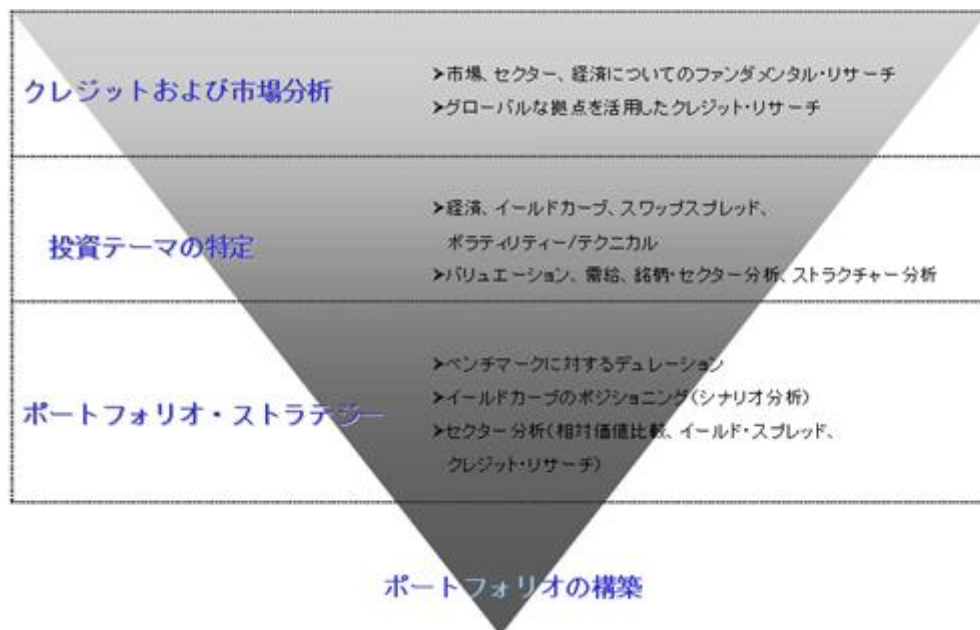 クレジットおよび市場分析
➢市場、セクター、経済についてのファンダメンタル・リサーチ
➢グローバルな拠点を活用したクレジット・リサーチ
投資テーマの特定
➢経済、イールドカーブ、スワップスプレッド、
ボラティリティー/テクニカル
➢バリュエーション、需給、銘柄・セクター分析、ストラクチャー分析
ポートフォリオ・ストラテジー
➢ベンチマークに対するデュレーション
➢イールドカーブのポジショニング(シナリオ分析)
➢セクター分析(相対価値比較、イールド・スプレッド、
クレジット・リサーチ)
ポートフォリオの構築